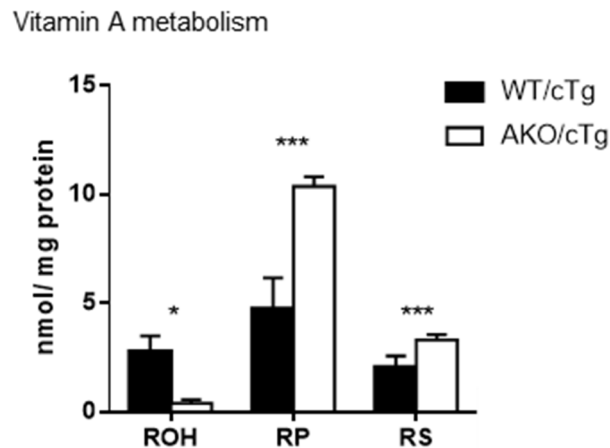 Vitamin A metabolism
WT/cTg
AKO/cTg
nmol/ mg protein
15
10
5
0
*
***
***
ROH RP RS